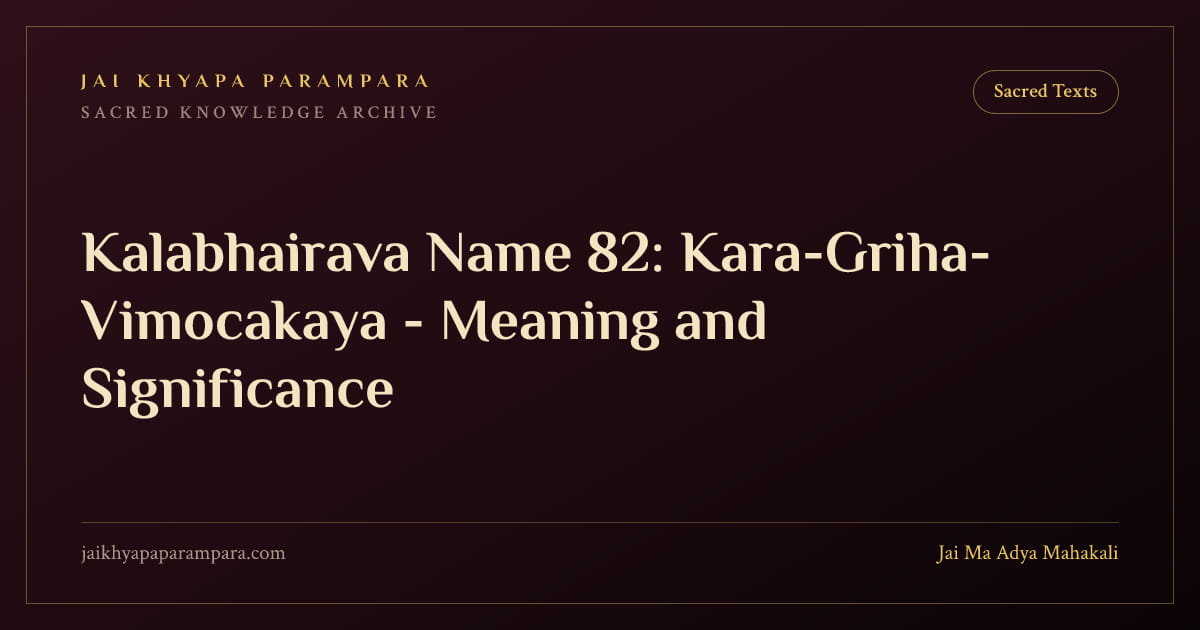 JAI KHYAPA PARAMPARA
SACRED KNOWLEDGE ARCHIVE
Sacred Texts
Kalabhairava Name 82: Kara-Griha-
Vimocakaya - Meaning and
Significance
jaikhyapaparampara.com
Jai Ma Adya Mahakali